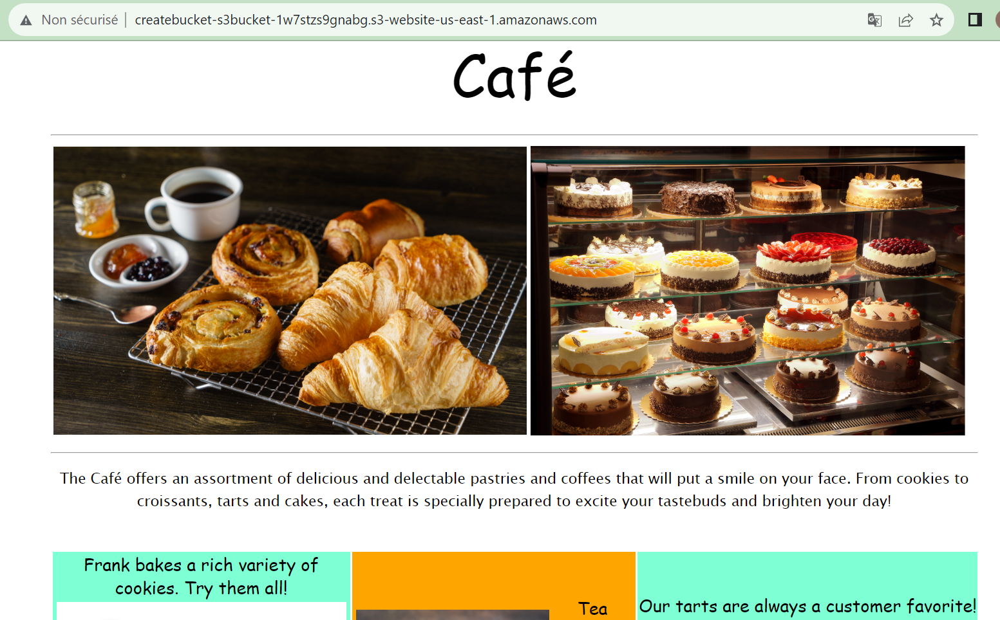 Non sécurisé createbucket-s3bucket-1w7stzs9gnabg.s3-website-us-east-1.amazonaws.com
Café
The Café offers an assortment of delicious and delectable pastries and coffees that will put a smile on your face. From cookies to
croissants, tarts and cakes, each treat is specially prepared to excite your tastebuds and brighten your day!
Frank bakes a rich variety of
cookies. Try them all!
Tea
Our tarts are always a customer favorite!